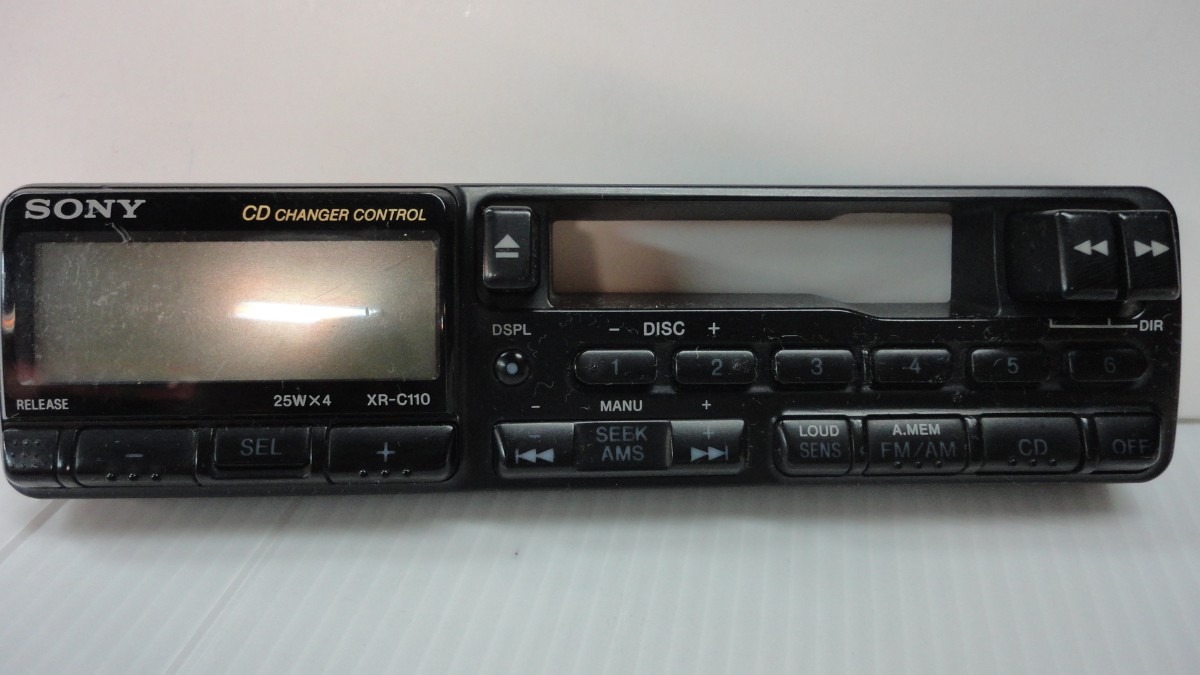 SONY
CD CHANGER CONTROL
RELEASE
25W×4 XR-C110
- SEL +
DSPL
- DISC +
DIR
1 2 3 4 5 6
- MANU +
- SEEK +
AMS
LOUD
SENS
A.MEM
FM/AM
CD
OFF